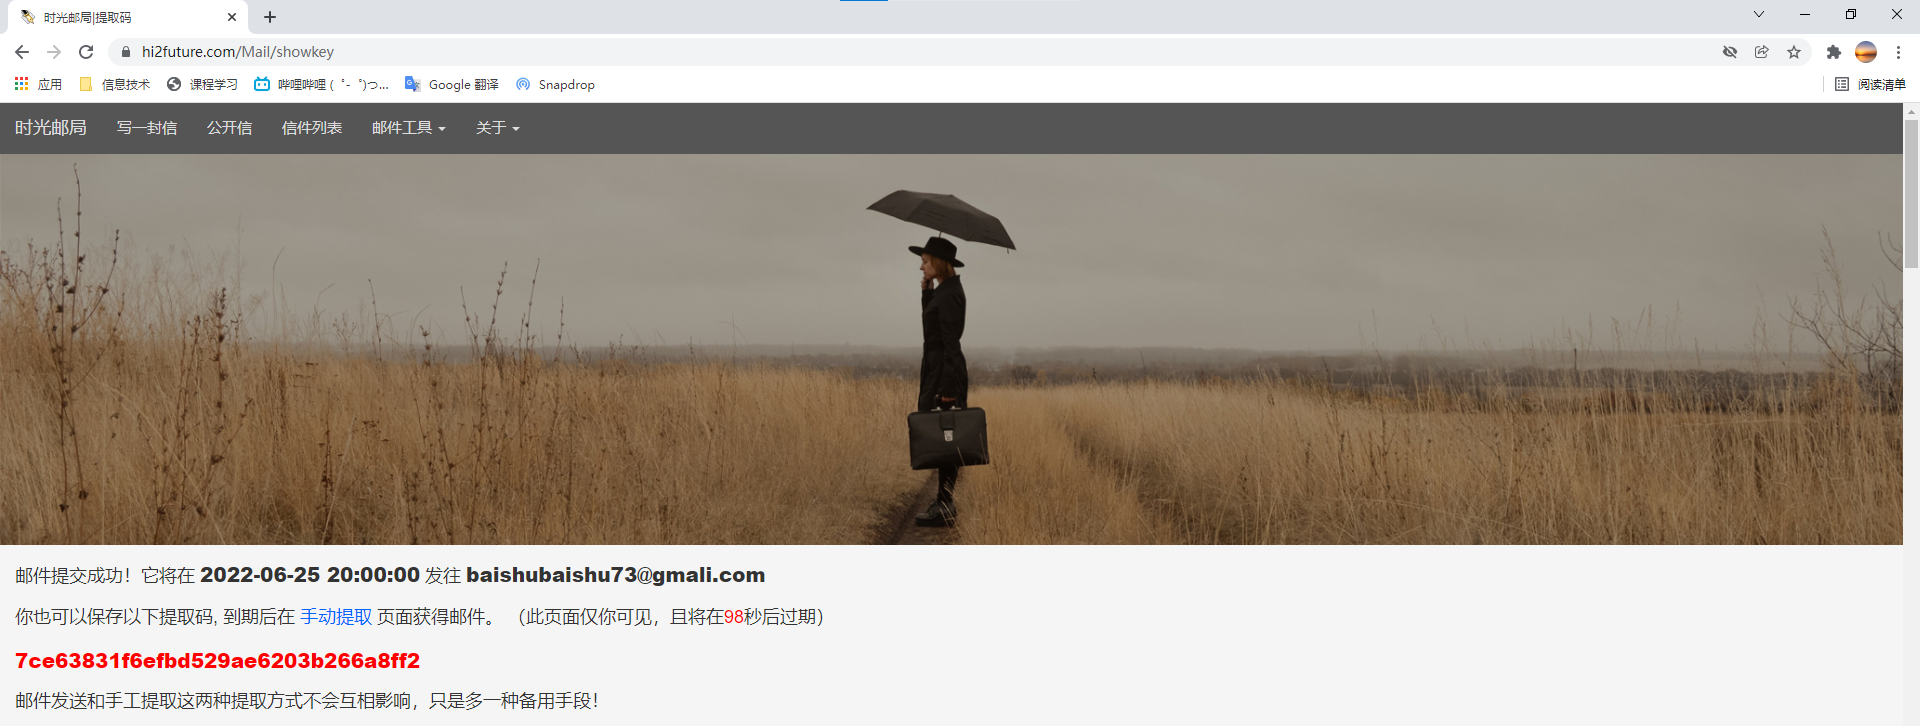 时光邮局|提取码
hi2future.com/Mail/showkey
应用 信息技术 课程学习 哔哩哔哩 ( ゜- ゜)つ... Google 翻译 Snapdrop 阅读清单
时光邮局 写一封信 公开信 信件列表 邮件工具 关于
邮件提交成功！它将在 2022-06-25 20:00:00 发往 baishubaishu73@gmali.com
你也可以保存以下提取码, 到期后在 手动提取 页面获得邮件。 （此页面仅你可见，且将在98秒后过期）
7ce63831f6efbd529ae6203b266a8ff2
邮件发送和手工提取这两种提取方式不会互相影响，只是多一种备用手段！